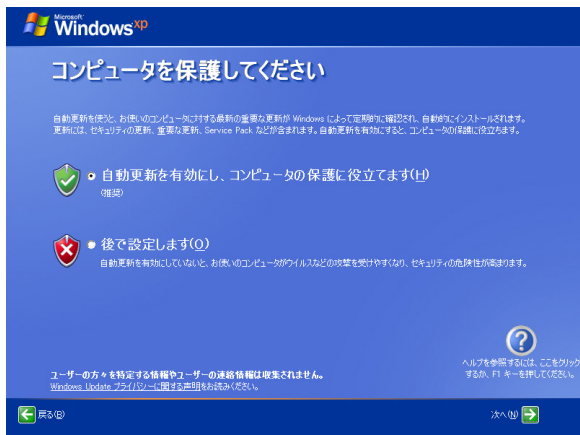 Microsoft
Windows xp
コンピュータを保護してください
自動更新を使うと、お使いのコンピュータに対する最新の重要な更新が Windows によって定期的に確認され、自動的にインストールされます。
更新には、セキュリティの更新、重要な更新、Service Pack などが含まれます。自動更新を有効にすると、コンピュータの保護に役立ちます。
自動更新を有効にし、コンピュータの保護に役立てます(H)
(推奨)
後で設定します(O)
自動更新を有効にしていないと、お使いのコンピュータがウイルスなどの攻撃を受けやすくなり、セキュリティの危険性が高まります。
ヘルプを参照するには、ここをクリック
するか、F1 キーを押してください。
ユーザーの方々を特定する情報やユーザーの連絡情報は収集されません。
Windows Update プライバシーに関する声明をお読みください。
戻る(B)
次へ(N)